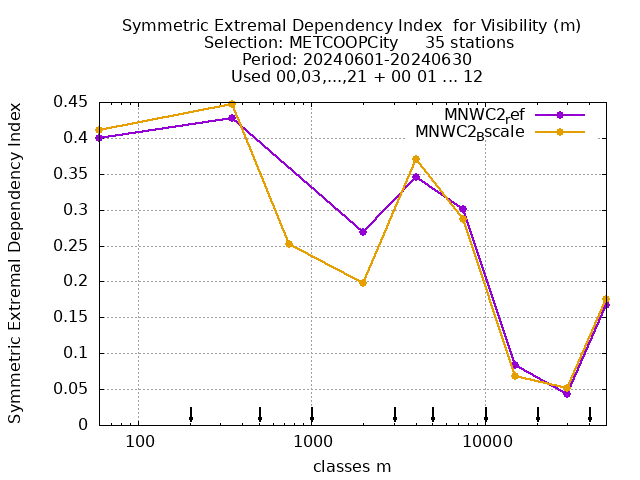 Symmetric Extremal Dependency Index for Visibility (m)
Selection: METCOOPCity 35 stations
Period: 20240601-20240630
Used 00,03,...,21 + 00 01 ... 12
Symmetric Extremal Dependency Index
0.45
0.4
0.35
0.3
0.25
0.2
0.15
0.1
0.05
0
MNWC2ref
MNWC2Bscale
100 1000 10000
classes m